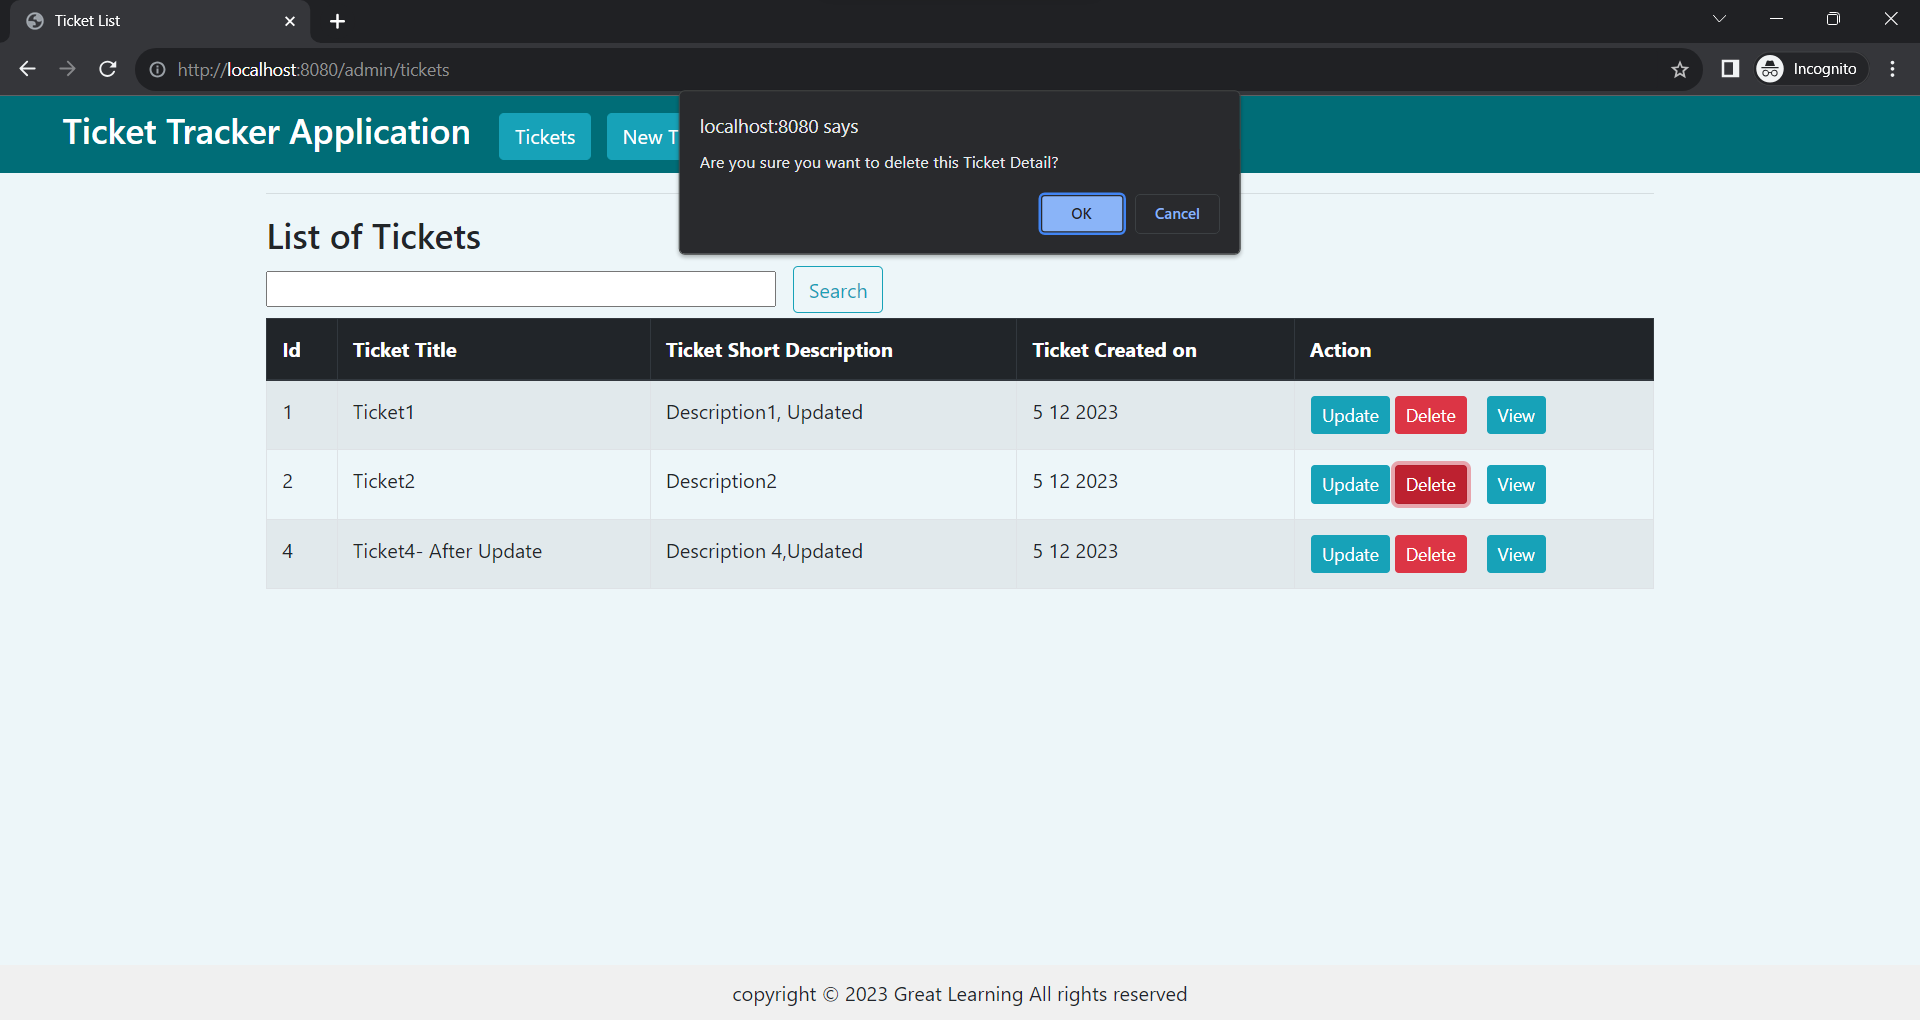 Ticket List
http://localhost:8080/admin/tickets
Incognito
Ticket Tracker Application Tickets New T
localhost:8080 says
Are you sure you want to delete this Ticket Detail?
OK Cancel
List of Tickets
Search
Id Ticket Title Ticket Short Description Ticket Created on Action
1 Ticket1 Description1, Updated 5 12 2023 Update Delete View
2 Ticket2 Description2 5 12 2023 Update Delete View
4 Ticket4- After Update Description 4,Updated 5 12 2023 Update Delete View
copyright © 2023 Great Learning All rights reserved